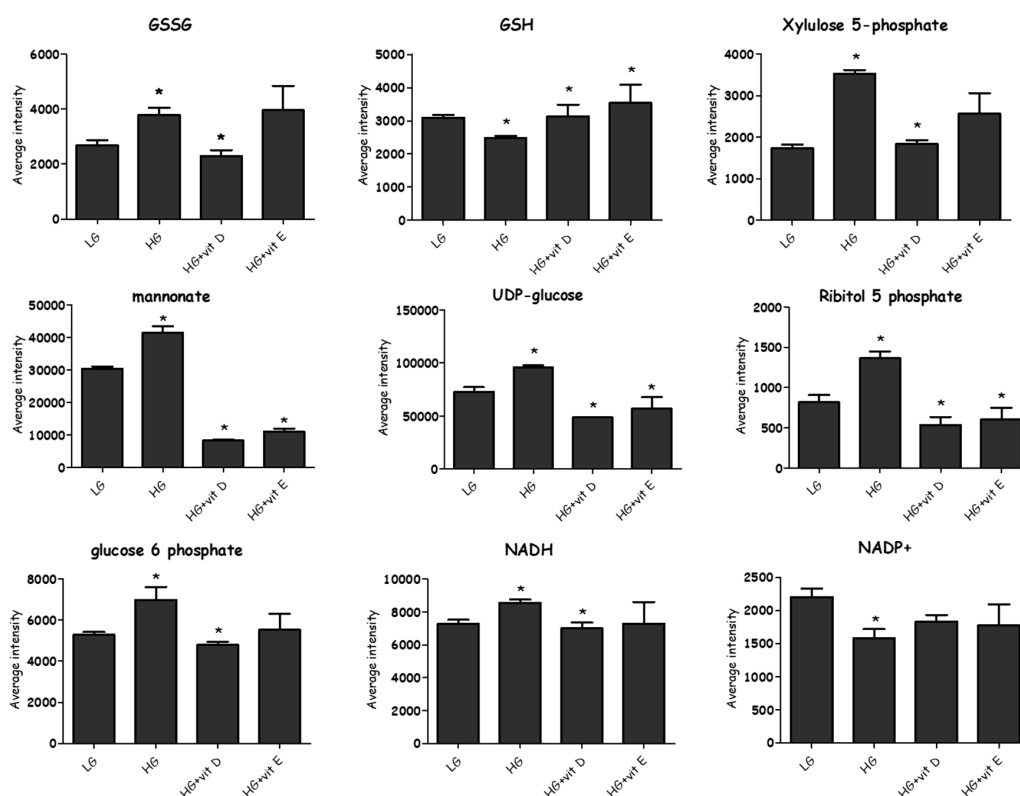 GSSG
Average intensity
6000
4000
2000
0
*
*
LG
HG
HG+vit D
HG+vit E
GSH
Average intensity
5000
4000
3000
2000
1000
0
*
*
*
LG
HG
HG+vit D
HG+vit E
Xylulose 5-phosphate
Average intensity
4000
3000
2000
1000
0
*
*
LG
HG
HG+vit D
HG+vit E
mannonate
Average intensity
50000
40000
30000
20000
10000
0
*
*
*
LG
HG
HG+vit D
HG+vit E
UDP-glucose
Average intensity
150000
100000
50000
0
*
*
*
LG
HG
HG+vit D
HG+vit E
Ribitol 5 phosphate
Average intensity
2000
1500
1000
500
0
*
*
*
LG
HG
HG+vit D
HG+vit E
glucose 6 phosphate
Average intensity
8000
6000
4000
2000
0
*
*
LG
HG
HG+vit D
HG+vit E
NADH
Average intensity
10000
8000
6000
4000
2000
0
*
*
LG
HG
HG+vit D
HG+vit E
NADP+
Average intensity
2500
2000
1500
1000
500
0
*
LG
HG
HG+vit D
HG+vit E